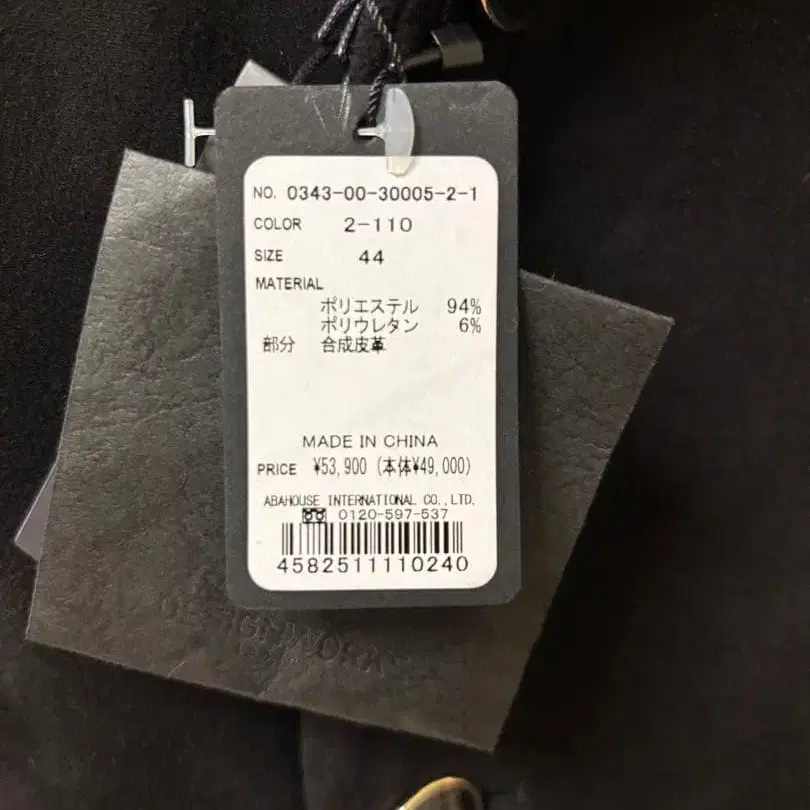 NO. 0343-00-30005-2-1
COLOR 2-110
SIZE 44
MATERIAL
ポリエステル 94%
ポリウレタン 6%
部分 合成皮革
MADE IN CHINA
PRICE ¥53,900 (本体¥49,000)
ABAHOUSE INTERNATIONAL CO.,LTD.
0120-597-537
4582511110240
DESIGNWORKS